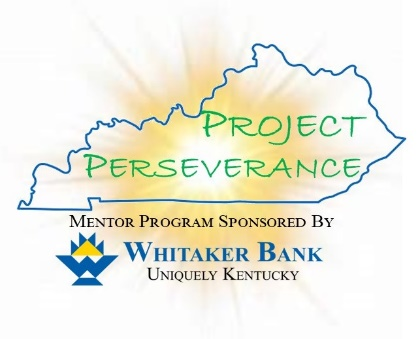 PROJECT
PERSEVERANCE
MENTOR PROGRAM SPONSORED BY
WHITAKER BANK
UNIQUELY KENTUCKY